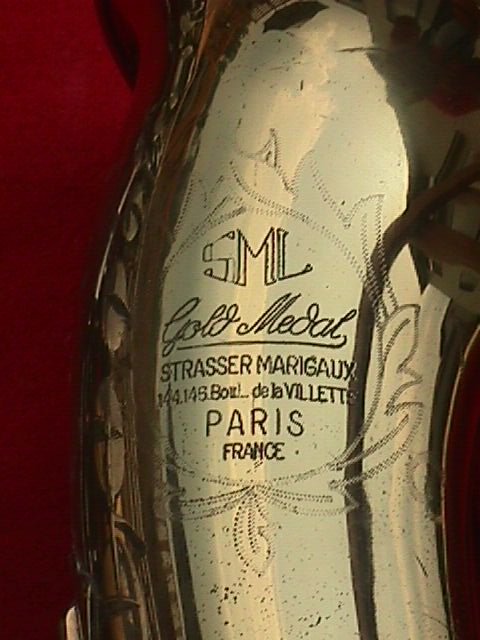 SML
Gold Medal
STRASSER MARIGAUX
144.146.Boul. de la VILLETTE
PARIS
FRANCE